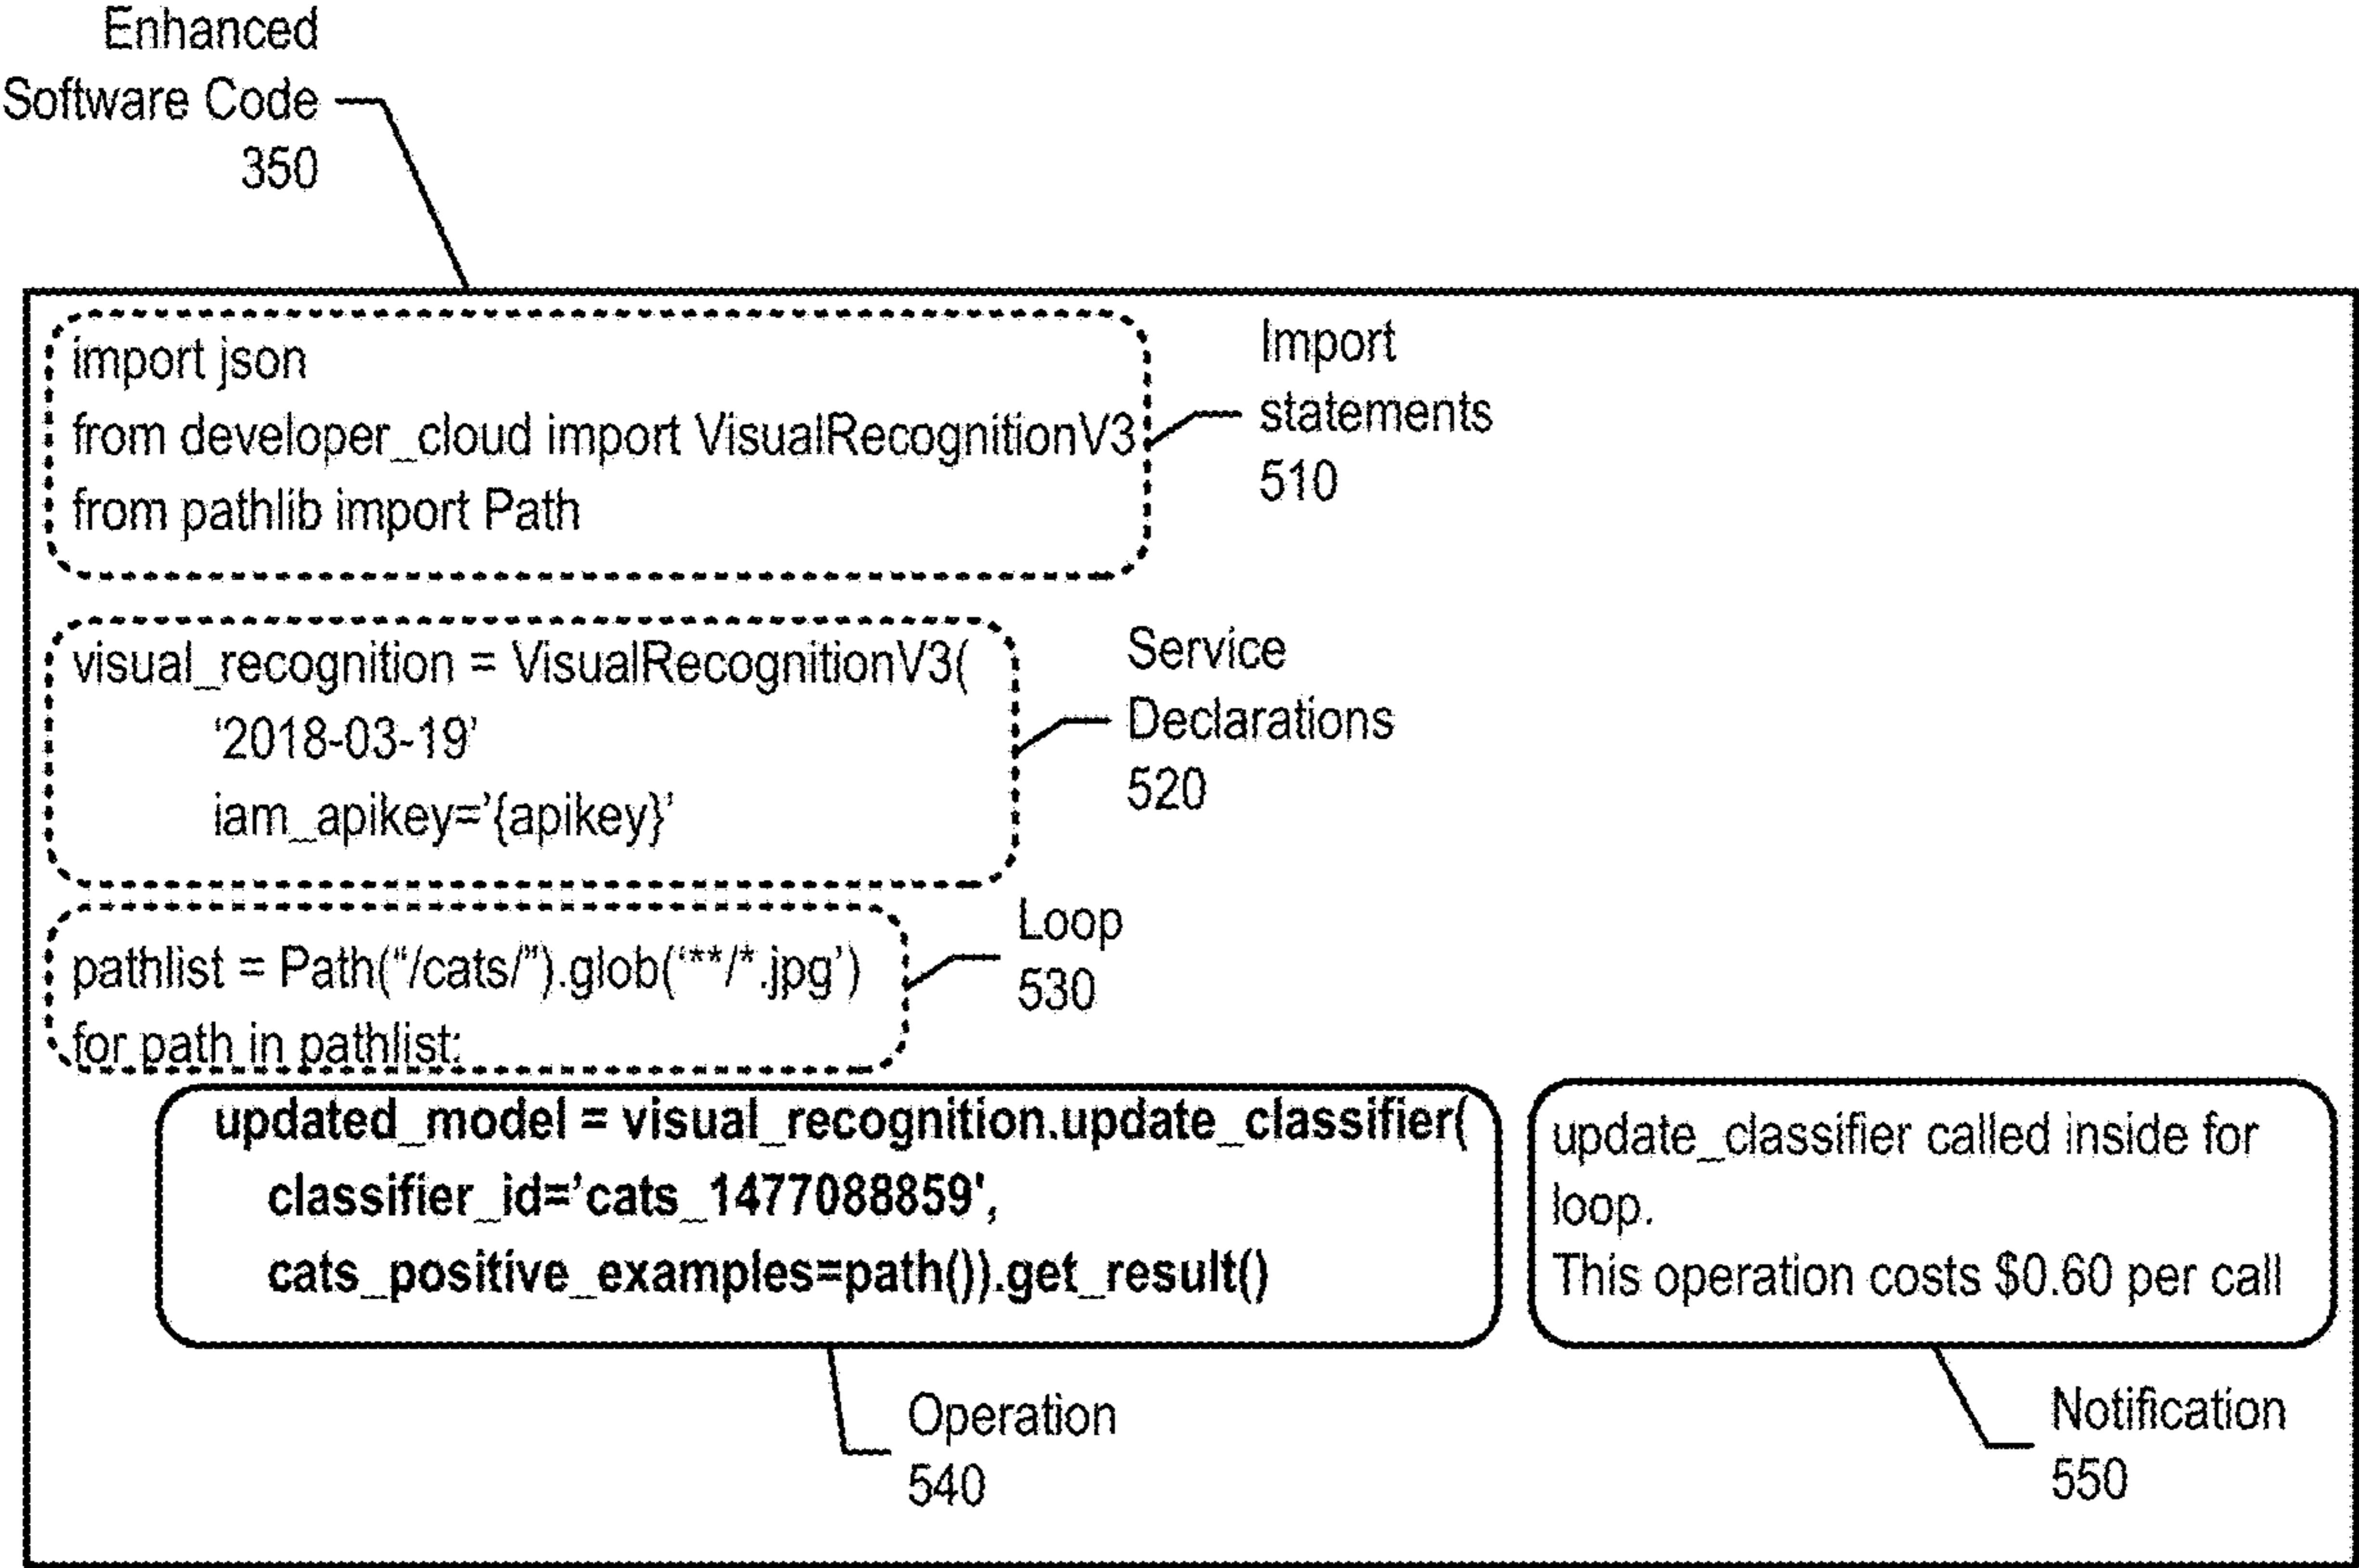 Enhanced
Software Code
350
import json
from developer_cloud import VisualRecognitionV3
from pathlib import Path
Import
statements
510
visual_recognition = VisualRecognitionV3(
'2018-03-19'
iam_apikey='{apikey}'
Service
Declarations
520
pathlist = Path("/cats/").glob('**/*.jpg')
for path in pathlist:
Loop
530
updated_model = visual_recognition.update_classifier(
classifier_id='cats_1477088859',
cats_positive_examples=path()).get_result()
update_classifier called inside for
loop.
This operation costs $0.60 per call
Operation
540
Notification
550